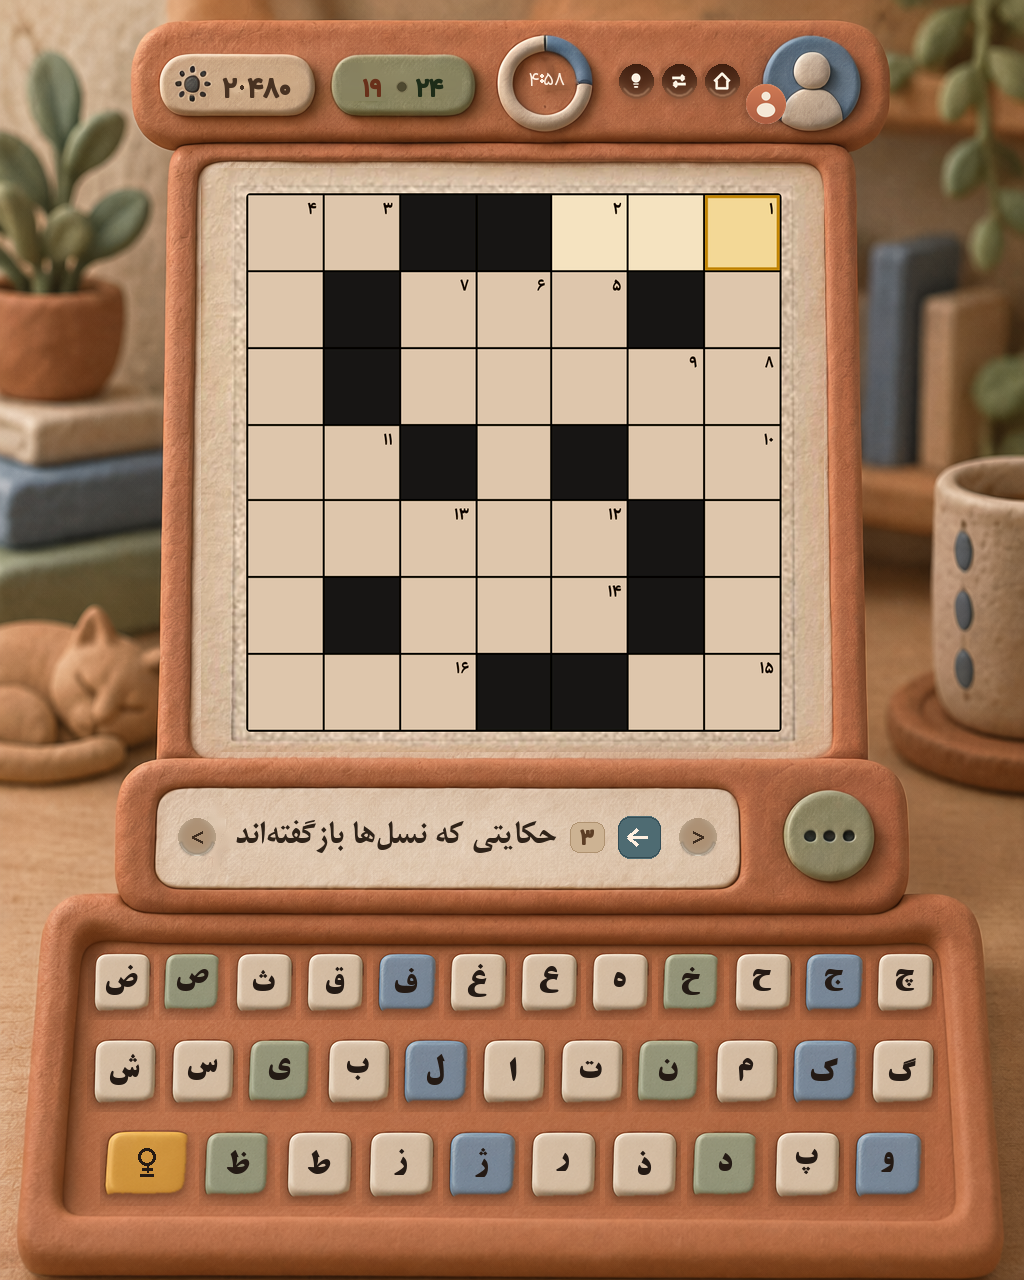 ۲۰۴۸۰ ۱۹ • ۲۴ ۴:۵۸
۱ ۲ ۳ ۴
۵ ۶ ۷
۸ ۹
۱۰ ۱۱
۱۲ ۱۳
۱۴
۱۵ ۱۶
۳ حکایتی که نسل‌ها بازگفته‌اند
ض ص ث ق ف غ ع ه خ ح ج چ
ش س ی ب ل ا ت ن م ک گ
ظ ط ز ژ ر ذ د پ و